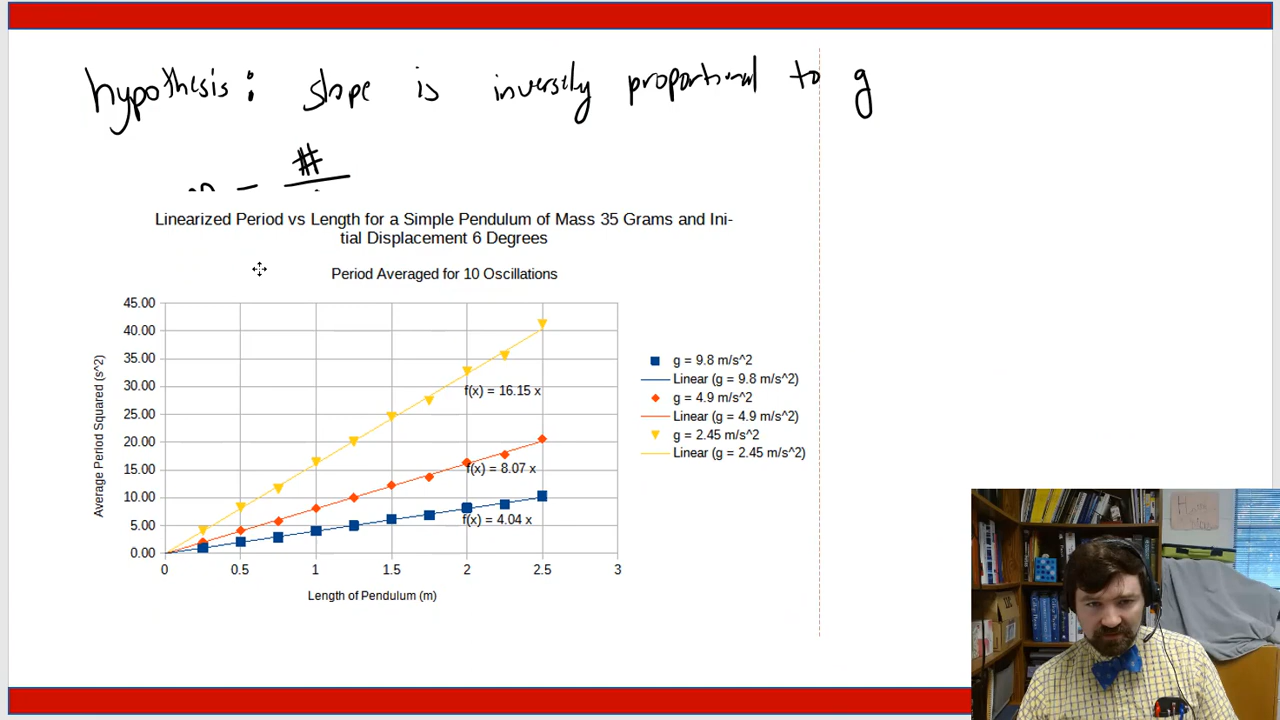 hypothesis: slope is inversly proportional to g
#
Linearized Period vs Length for a Simple Pendulum of Mass 35 Grams and Ini-
tial Displacement 6 Degrees
Period Averaged for 10 Oscillations
Average Period Squared (s^2)
45.00
40.00
35.00
30.00
25.00
20.00
15.00
10.00
5.00
0.00
f(x) = 16.15 x
f(x) = 8.07 x
f(x) = 4.04 x
0 0.5 1 1.5 2 2.5 3
Length of Pendulum (m)
g = 9.8 m/s^2
Linear (g = 9.8 m/s^2)
g = 4.9 m/s^2
Linear (g = 4.9 m/s^2)
g = 2.45 m/s^2
Linear (g = 2.45 m/s^2)